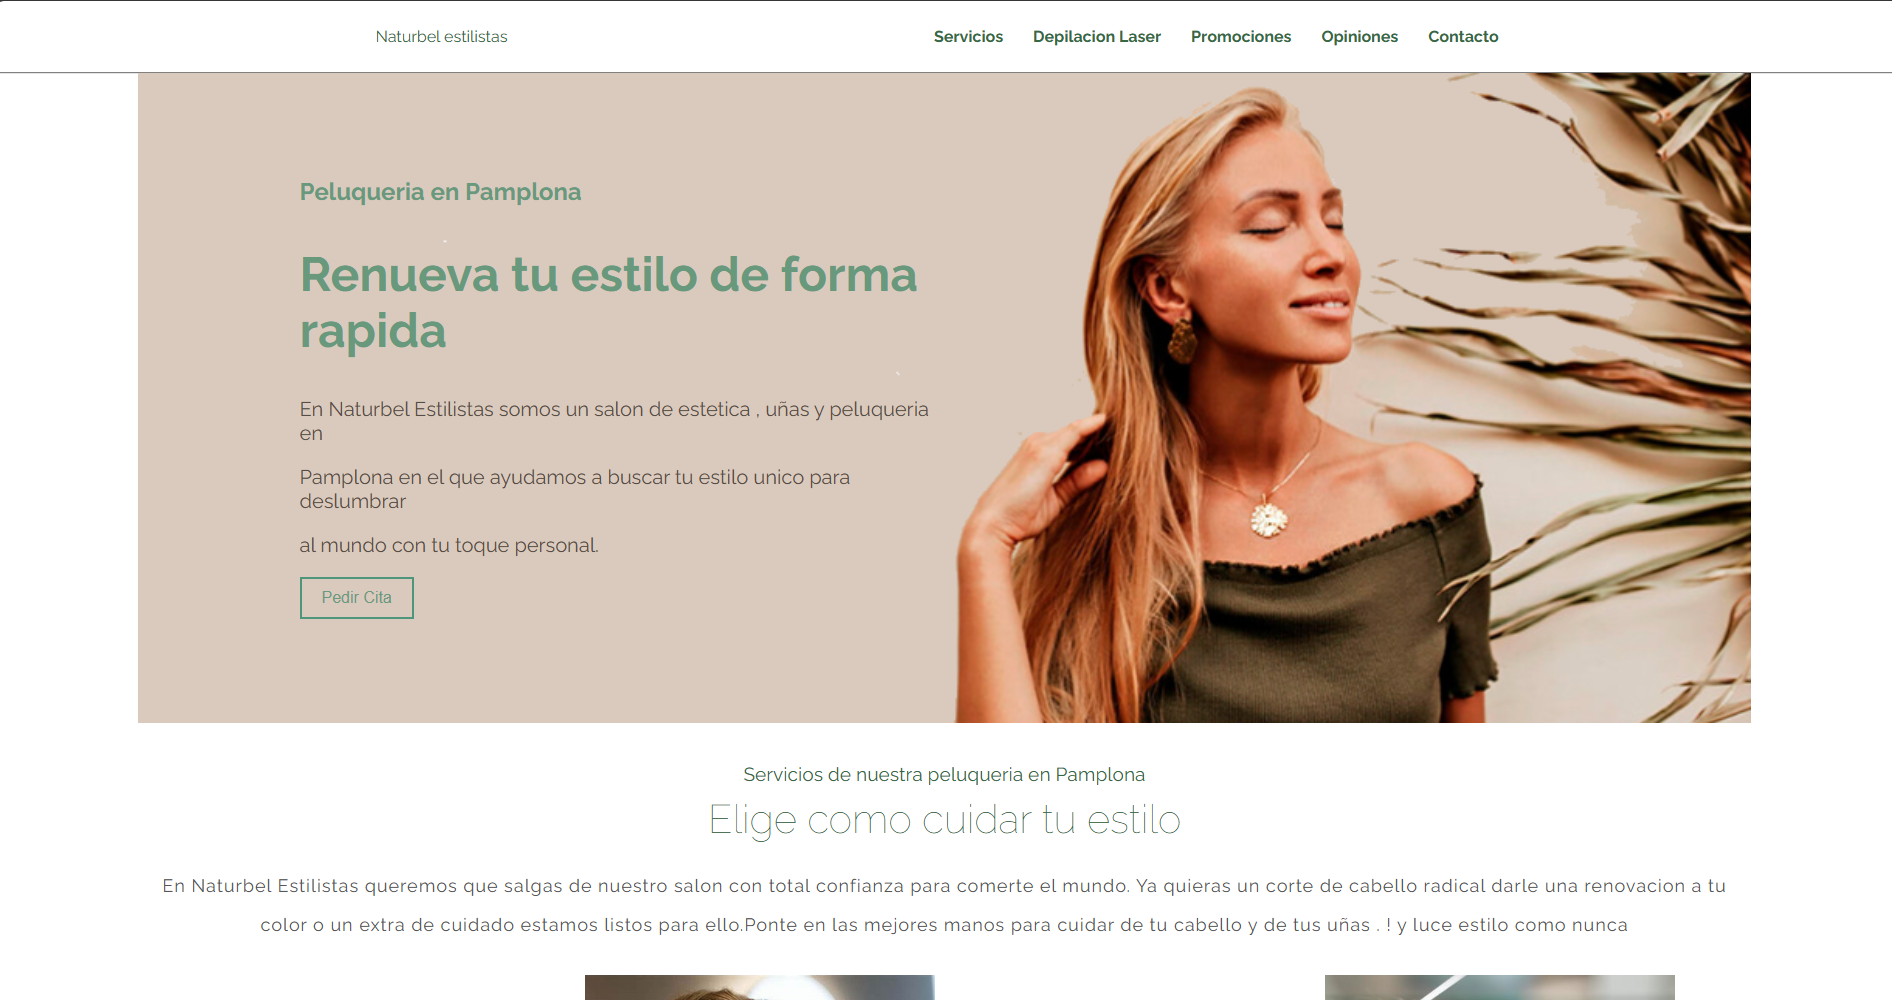 Naturbel estilistas
Servicios Depilacion Laser Promociones Opiniones Contacto
Peluqueria en Pamplona
Renueva tu estilo de forma
rapida
En Naturbel Estilistas somos un salon de estetica , uñas y peluqueria
en
Pamplona en el que ayudamos a buscar tu estilo unico para
deslumbrar
al mundo con tu toque personal.
Pedir Cita
Servicios de nuestra peluqueria en Pamplona
Elige como cuidar tu estilo
En Naturbel Estilistas queremos que salgas de nuestro salon con total confianza para comerte el mundo. Ya quieras un corte de cabello radical darle una renovacion a tu
color o un extra de cuidado estamos listos para ello.Ponte en las mejores manos para cuidar de tu cabello y de tus uñas . ! y luce estilo como nunca